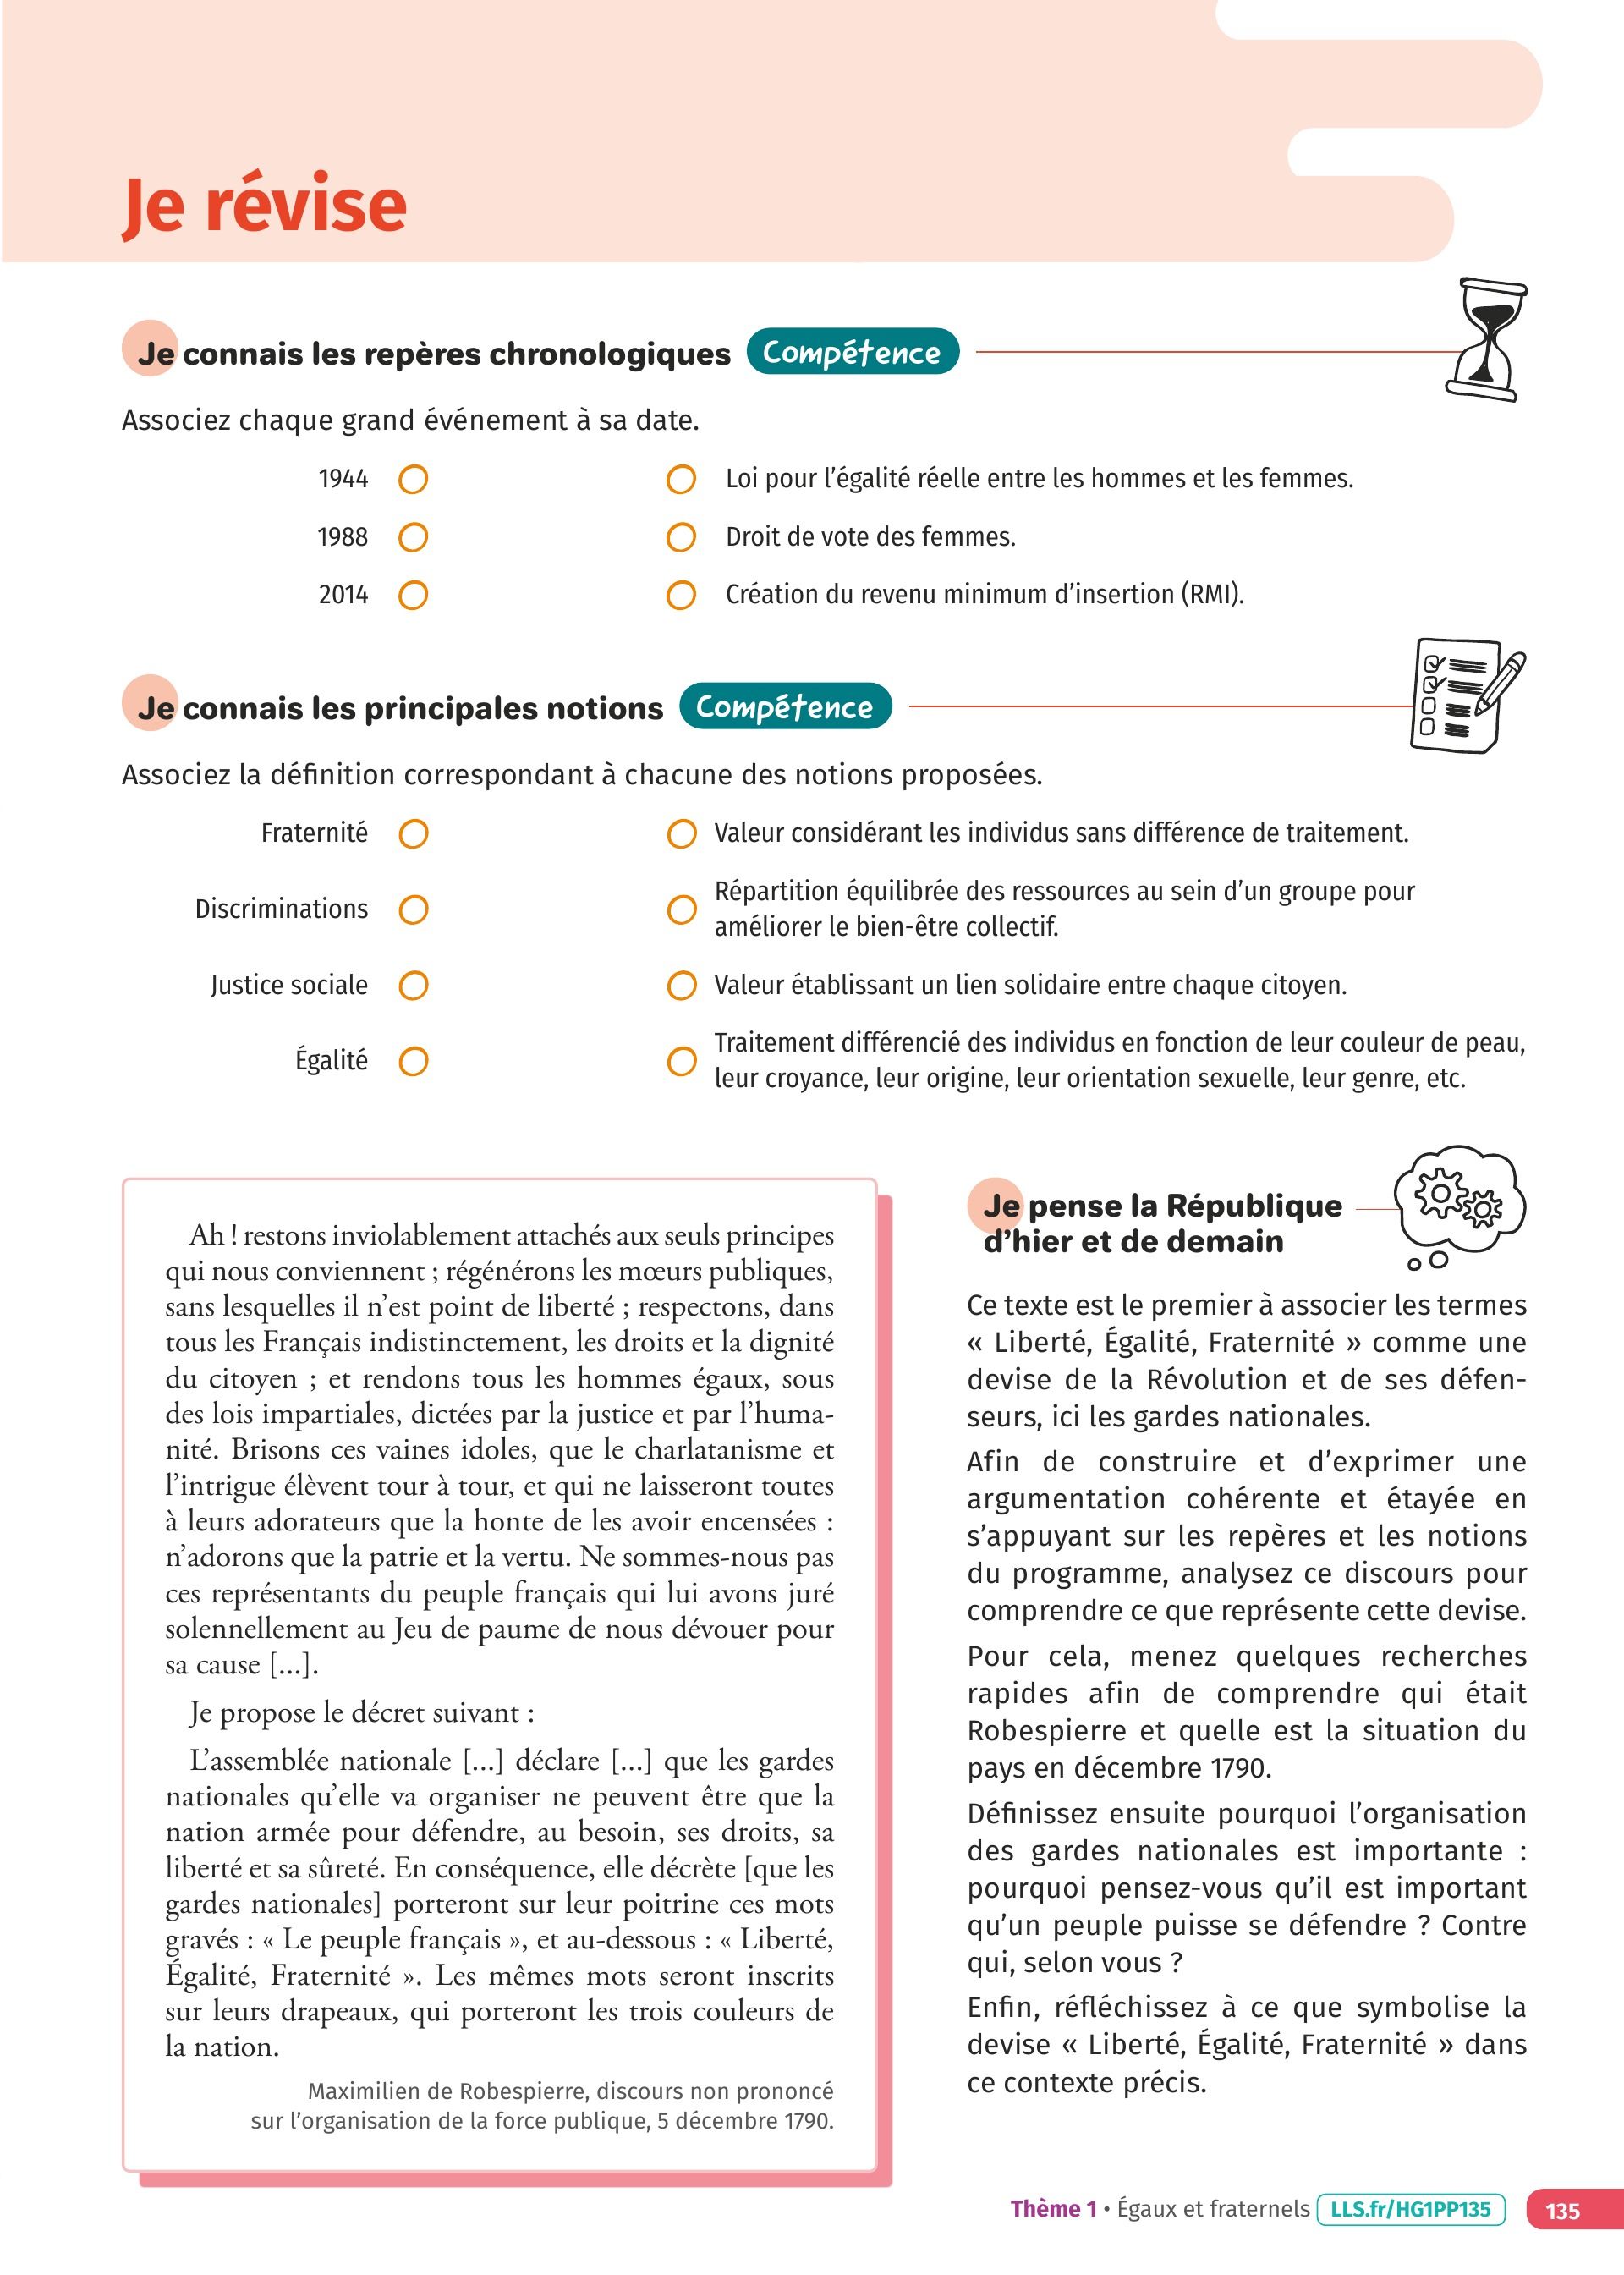 Je révise
Je connais les repères chronologiques Compétence
Associez chaque grand événement à sa date.
1944
Loi pour l’égalité réelle entre les hommes et les femmes.
1988
Droit de vote des femmes.
2014
Création du revenu minimum d’insertion (RMI).
Je connais les principales notions Compétence
Associez la définition correspondant à chacune des notions proposées.
Fraternité
Valeur considérant les individus sans différence de traitement.
Discriminations
Répartition équilibrée des ressources au sein d’un groupe pour
améliorer le bien-être collectif.
Justice sociale
Valeur établissant un lien solidaire entre chaque citoyen.
Égalité
Traitement différencié des individus en fonction de leur couleur de peau,
leur croyance, leur origine, leur orientation sexuelle, leur genre, etc.
Ah ! restons inviolablement attachés aux seuls principes
qui nous conviennent ; régénérons les mœurs publiques,
sans lesquelles il n’est point de liberté ; respectons, dans
tous les Français indistinctement, les droits et la dignité
du citoyen ; et rendons tous les hommes égaux, sous
des lois impartiales, dictées par la justice et par l’huma-
nité. Brisons ces vaines idoles, que le charlatanisme et
l’intrigue élèvent tour à tour, et qui ne laisseront toutes
à leurs adorateurs que la honte de les avoir encensées :
n’adorons que la patrie et la vertu. Ne sommes-nous pas
ces représentants du peuple français qui lui avons juré
solennellement au Jeu de paume de nous dévouer pour
sa cause [...].
Je propose le décret suivant :
L’assemblée nationale [...] déclare [...] que les gardes
nationales qu’elle va organiser ne peuvent être que la
nation armée pour défendre, au besoin, ses droits, sa
liberté et sa sûreté. En conséquence, elle décrète [que les
gardes nationales] porteront sur leur poitrine ces mots
gravés : « Le peuple français », et au-dessous : « Liberté,
Égalité, Fraternité ». Les mêmes mots seront inscrits
sur leurs drapeaux, qui porteront les trois couleurs de
la nation.
Maximilien de Robespierre, discours non prononcé
sur l’organisation de la force publique, 5 décembre 1790.
Je pense la République
d’hier et de demain
Ce texte est le premier à associer les termes
« Liberté, Égalité, Fraternité » comme une
devise de la Révolution et de ses défen-
seurs, ici les gardes nationales.
Afin de construire et d’exprimer une
argumentation cohérente et étayée en
s’appuyant sur les repères et les notions
du programme, analysez ce discours pour
comprendre ce que représente cette devise.
Pour cela, menez quelques recherches
rapides afin de comprendre qui était
Robespierre et quelle est la situation du
pays en décembre 1790.
Définissez ensuite pourquoi l’organisation
des gardes nationales est importante :
pourquoi pensez-vous qu’il est important
qu’un peuple puisse se défendre ? Contre
qui, selon vous ?
Enfin, réfléchissez à ce que symbolise la
devise « Liberté, Égalité, Fraternité » dans
ce contexte précis.
Thème 1 • Égaux et fraternels LLS.fr/HG1PP135 135